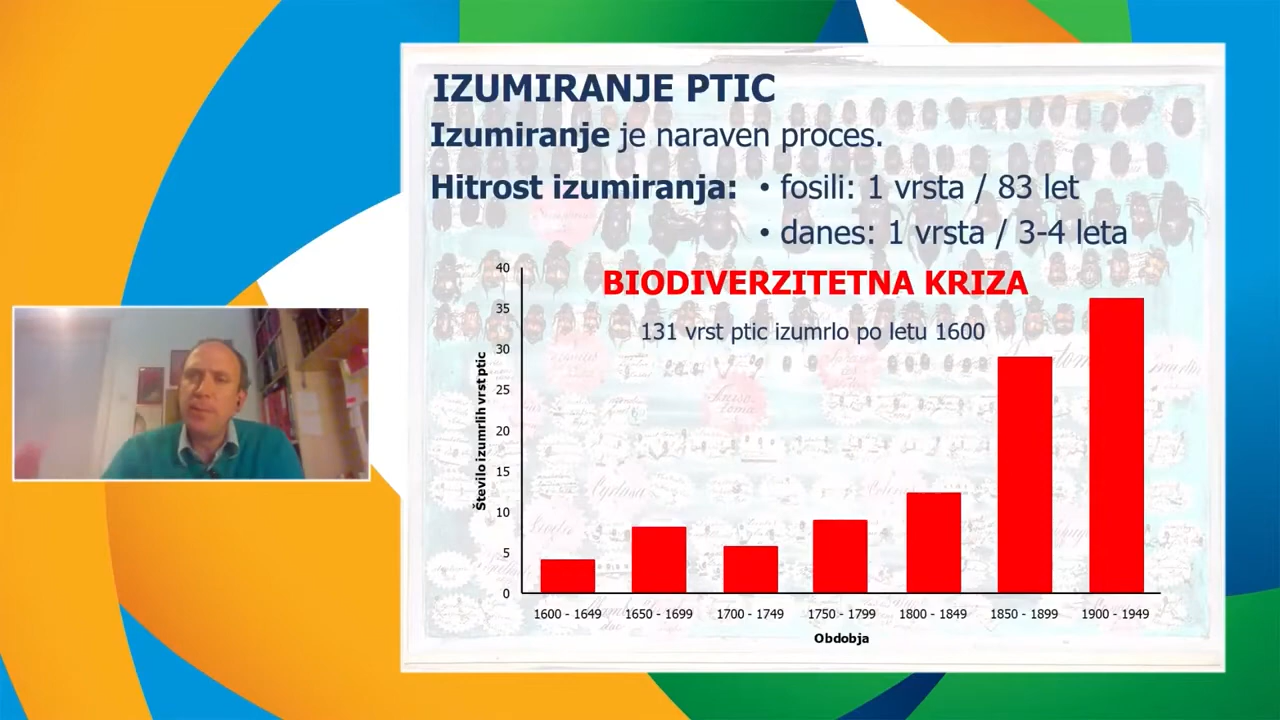 IZUMIRANJE PTIC
Izumiranje je naraven proces.
Hitrost izumiranja: • fosili: 1 vrsta / 83 let
• danes: 1 vrsta / 3-4 leta
BIODIVERZITETNA KRIZA
131 vrst ptic izumrlo po letu 1600
Število izumrlih vrst ptic
40
35
30
25
20
15
10
5
0
1600 - 1649 1650 - 1699 1700 - 1749 1750 - 1799 1800 - 1849 1850 - 1899 1900 - 1949
Obdobja